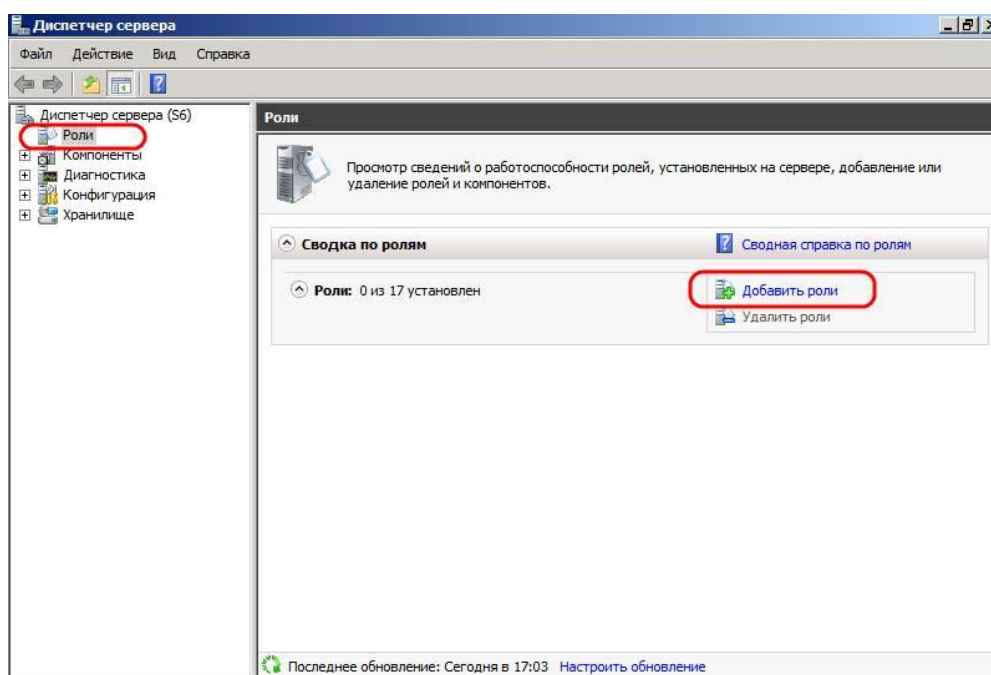 Диспетчер сервера
Файл Действие Вид Справка
Диспетчер сервера (S6)
Роли
Компоненты
Диагностика
Конфигурация
Хранилище
Роли
Просмотр сведений о работоспособности ролей, установленных на сервере, добавление или
удаление ролей и компонентов.
Сводка по ролям
Сводная справка по ролям
Роли: 0 из 17 установлен
Добавить роли
Удалить роли
Последнее обновление: Сегодня в 17:03 Настроить обновление